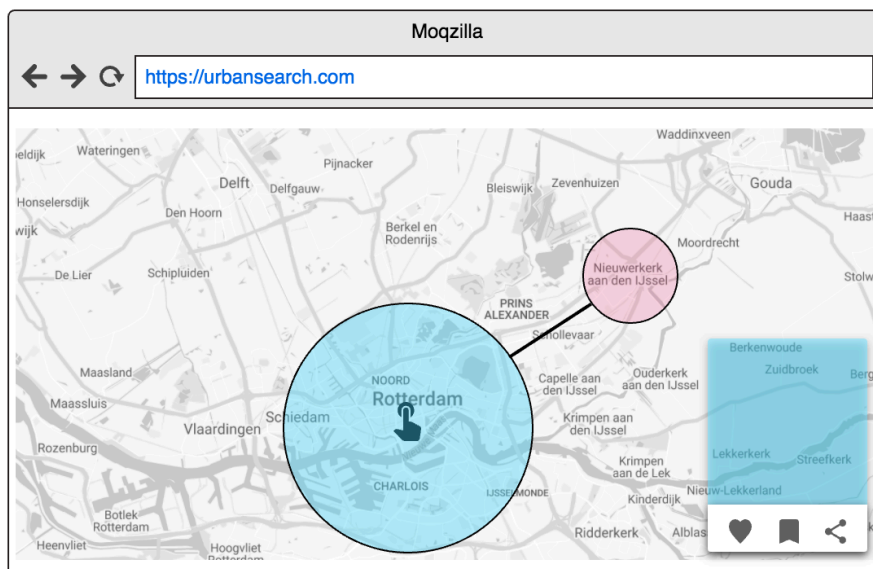 Moqzilla
https://urbansearch.com
Waddinxveen
eldijk
Wateringen
Pijnacker
Delft
Delfgauw
Bleiswijk
Zevenhuizen
Gouda
Honselersdijk
Den Hoorn
wijk
Berkel en
Rodenrijs
Haast
Moordrecht
De Lier
Schipluiden
Nieuwerkerk
aan den IJssel
Stolw
PRINS
ALEXANDER
Schollevaar
Berkenwoude
Maasland
NOORD
Rotterdam
Capelle aan
den IJssel
Ouderkerk
aan den IJssel
Zuidbroek
Berg
Maassluis
Schiedam
Vlaardingen
Krimpen aan
den IJssel
Rozenburg
Krimpen
aan de Lek
Lekkerkerk
Streefkerk
CHARLOIS
IJSSELMONDE
Kinderdijk
Nieuw-Lekkerland
Botlek
Rotterdam
Ridderkerk
Alblas
Heenvliet
Hoogvliet
Rotterdam